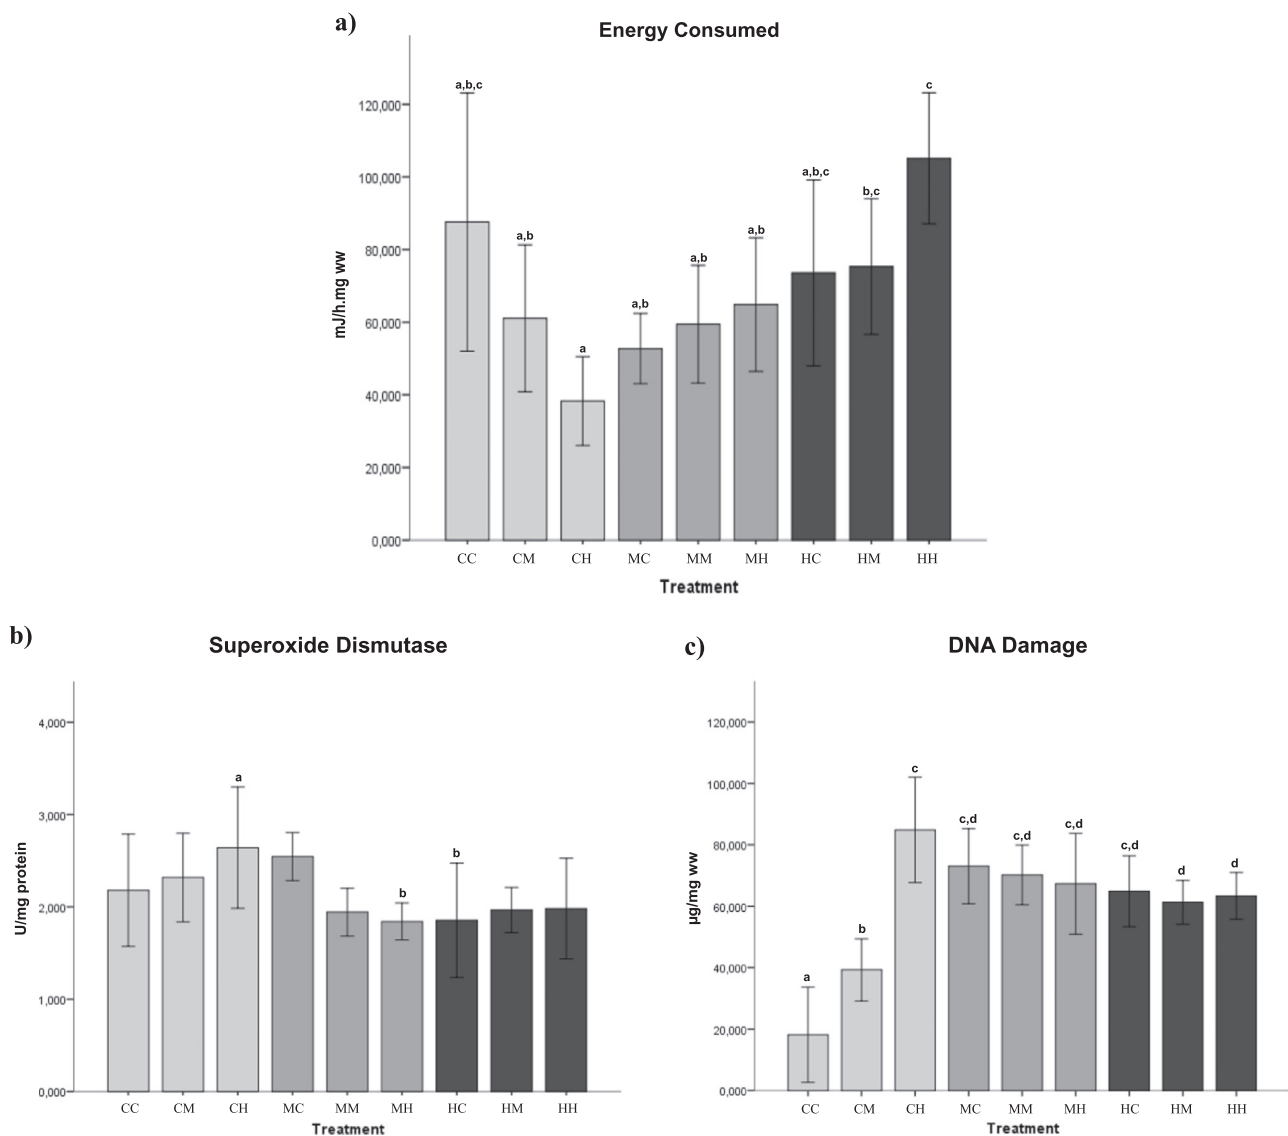 a)
Energy Consumed
mJ/h.mg ww
120,000
100,000
80,000
60,000
40,000
20,000
0,000
a,b,c
a,b
a
a,b
a,b
a,b
a,b,c
b,c
c
CC CM CH MC MM MH HC HM HH
Treatment
b)
Superoxide Dismutase
U/mg protein
4,000
3,000
2,000
1,000
0,000
a
b
b
CC CM CH MC MM MH HC HM HH
Treatment
c)
DNA Damage
µg/mg ww
120,000
100,000
80,000
60,000
40,000
20,000
0,000
a
b
c
c,d
c,d
c,d
c,d
d
d
CC CM CH MC MM MH HC HM HH
Treatment